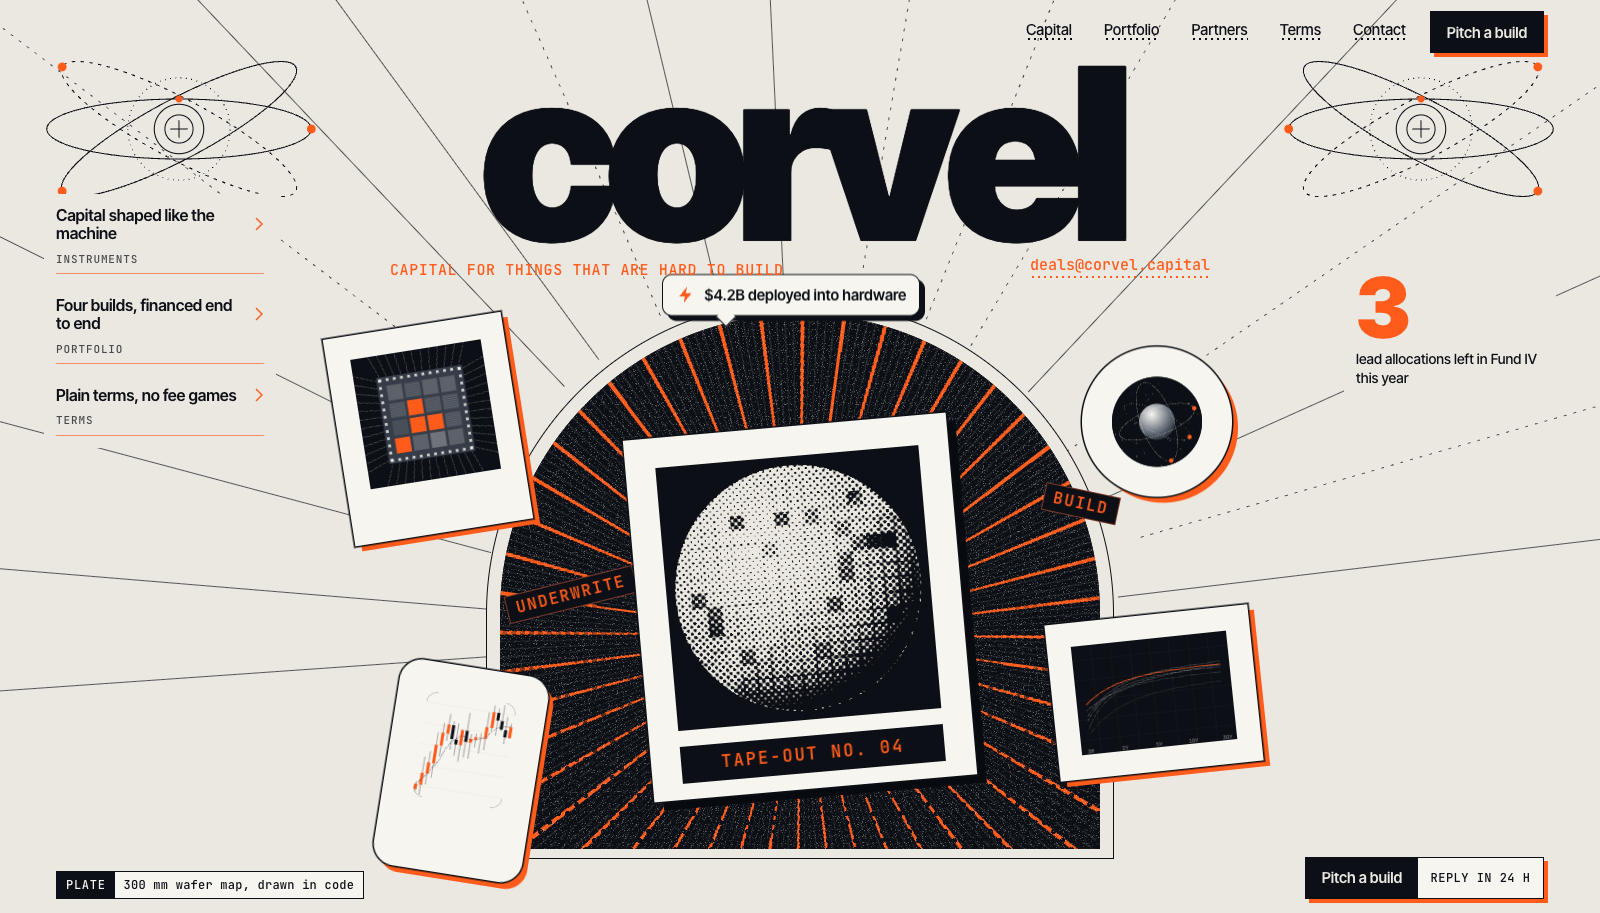 Capital Portfolio Partners Terms Contact Pitch a build
corvel
CAPITAL FOR THINGS THAT ARE HARD TO BUILD
deals@corvel.capital
$4.2B deployed into hardware
Capital shaped like the
machine
INSTRUMENTS
Four builds, financed end
to end
PORTFOLIO
Plain terms, no fee games
TERMS
3
lead allocations left in Fund IV
this year
BUILD
UNDERWRITE
TAPE-OUT NO. 04
PLATE 300 mm wafer map, drawn in code
Pitch a build REPLY IN 24 H